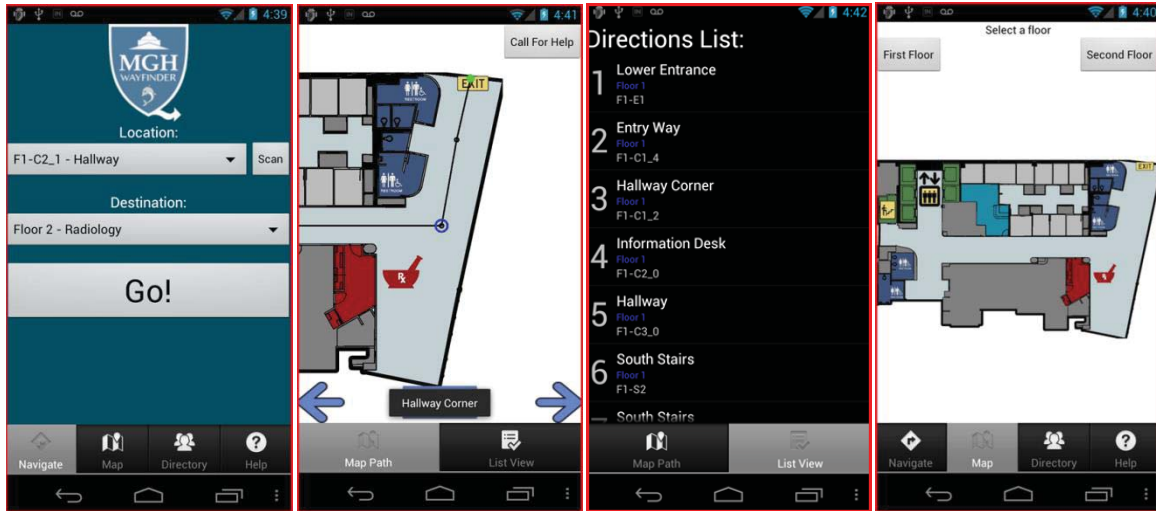 4:39
MGH
WAYFINDER
Location:
F1-C2_1 - Hallway
Scan
Destination:
Floor 2 - Radiology
Go!
Navigate
Map
Directory
Help
4:41
Call For Help
EXIT
Hallway Corner
Map Path
List View
4:42
Directions List:
1
Lower Entrance
Floor 1
F1-E1
2
Entry Way
Floor 1
F1-C1_4
3
Hallway Corner
Floor 1
F1-C1_2
4
Information Desk
Floor 1
F1-C2_0
5
Hallway
Floor 1
F1-C3_0
6
South Stairs
Floor 1
F1-S2
South Stairs
Map Path
List View
4:40
Select a floor
First Floor
Second Floor
EXIT
Navigate
Map
Directory
Help